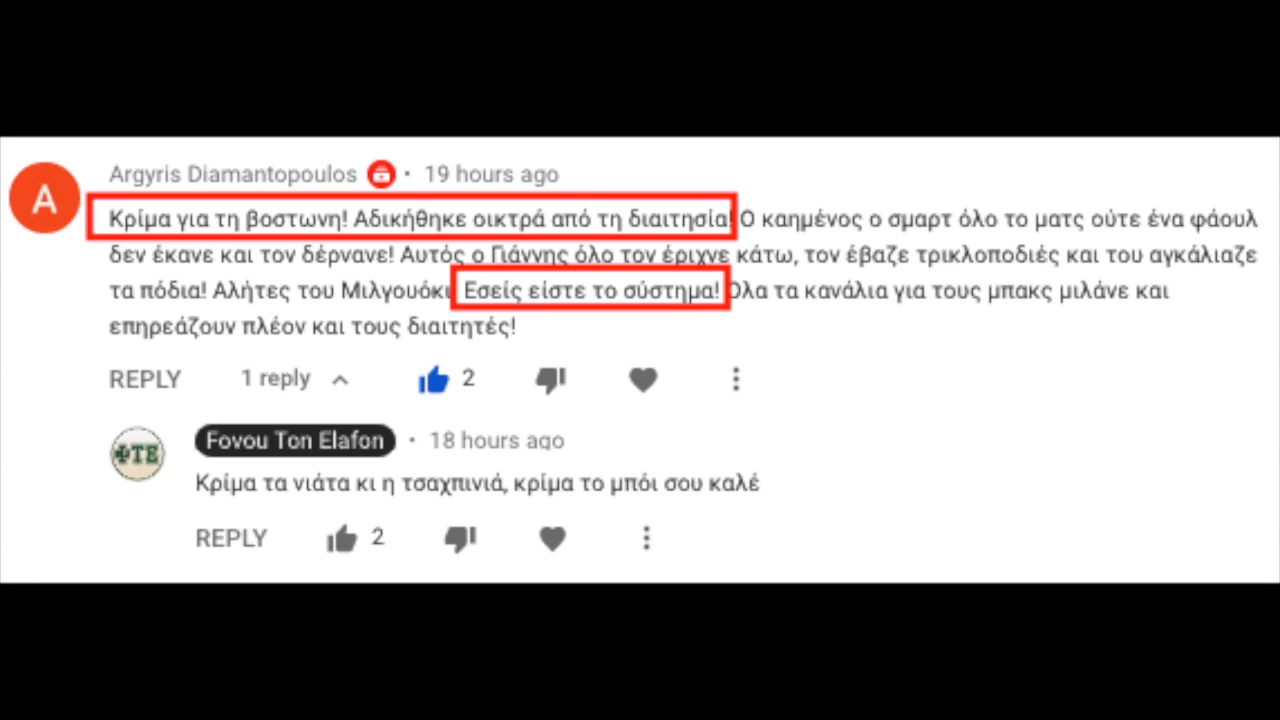 A
Argyris Diamantopoulos • 19 hours ago
Κρίμα για τη βοστωνη! Αδικήθηκε οικτρά από τη διαιτησία! Ο καημένος ο σμαρτ όλο το ματς ούτε ένα φάουλ
δεν έκανε και τον δέρνανε! Αυτός ο Γιάννης όλο τον έριχνε κάτω, τον έβαζε τρικλοποδιές και του αγκάλιαζε
τα πόδια! Αλήτες του Μιλγουόκι Εσείς είστε το σύστημα! Όλα τα κανάλια για τους μπακς μιλάνε και
επηρεάζουν πλέον και τους διαιτητές!
REPLY 1 reply 2
ΦΤΕ
Fovou Ton Elafon • 18 hours ago
Κρίμα τα νιάτα κι η τσαχπινιά, κρίμα το μπόι σου καλέ
REPLY 2